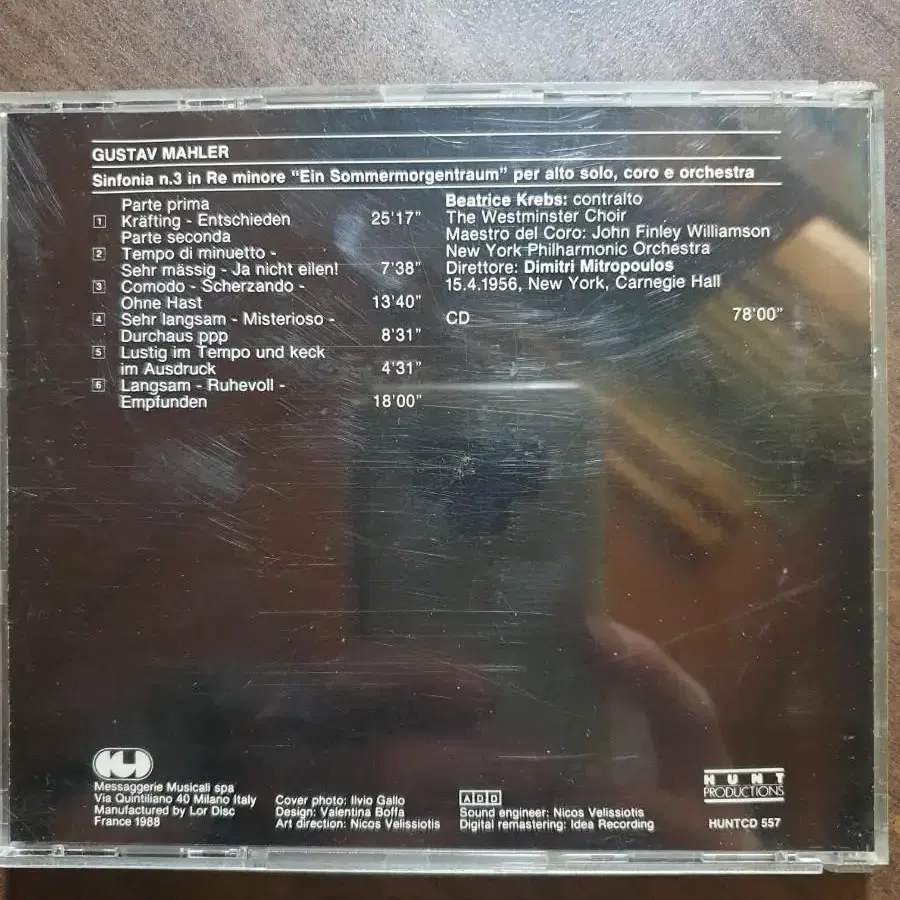 GUSTAV MAHLER
Sinfonia n.3 in Re minore "Ein Sommermorgentraum" per alto solo, coro e orchestra
Parte prima
1 Kräfting - Entschieden 25'17"
Parte seconda
2 Tempo di minuetto -
Sehr mässig - Ja nicht eilen! 7'38"
3 Comodo - Scherzando -
Ohne Hast 13'40"
4 Sehr langsam - Misterioso -
Durchaus ppp 8'31"
5 Lustig im Tempo und keck
im Ausdruck 4'31"
6 Langsam - Ruhevoll -
Empfunden 18'00"
Beatrice Krebs: contralto
The Westminster Choir
Maestro del Coro: John Finley Williamson
New York Philharmonic Orchestra
Direttore: Dimitri Mitropoulos
15.4.1956, New York, Carnegie Hall
CD 78'00"
Messaggerie Musicali spa
Via Quintiliano 40 Milano Italy
Manufactured by Lor Disc
France 1988
Cover photo: Ilvio Gallo
Design: Valentina Boffa
Art direction: Nicos Velissiotis
ADD
Sound engineer: Nicos Velissiotis
Digital remastering: Idea Recording
HUNT
PRODUCTIONS
HUNTCD 557